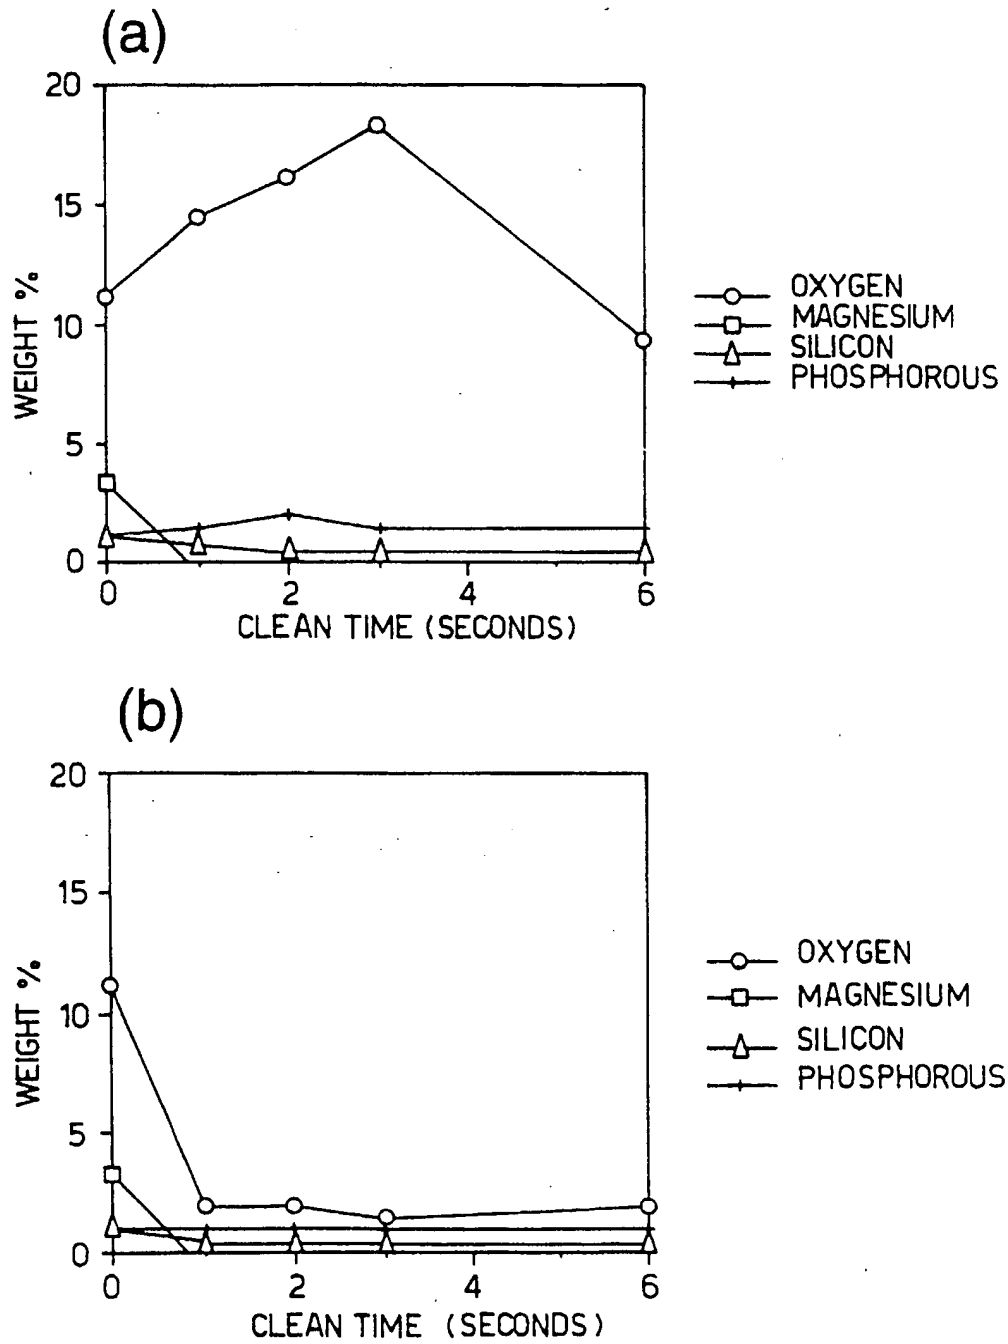 (a)
20
15
10
5
0
WEIGHT %
0 2 4 6
CLEAN TIME (SECONDS)
OXYGEN
MAGNESIUM
SILICON
PHOSPHOROUS
(b)
20
15
10
5
0
WEIGHT %
0 2 4 6
CLEAN TIME (SECONDS)
OXYGEN
MAGNESIUM
SILICON
PHOSPHOROUS